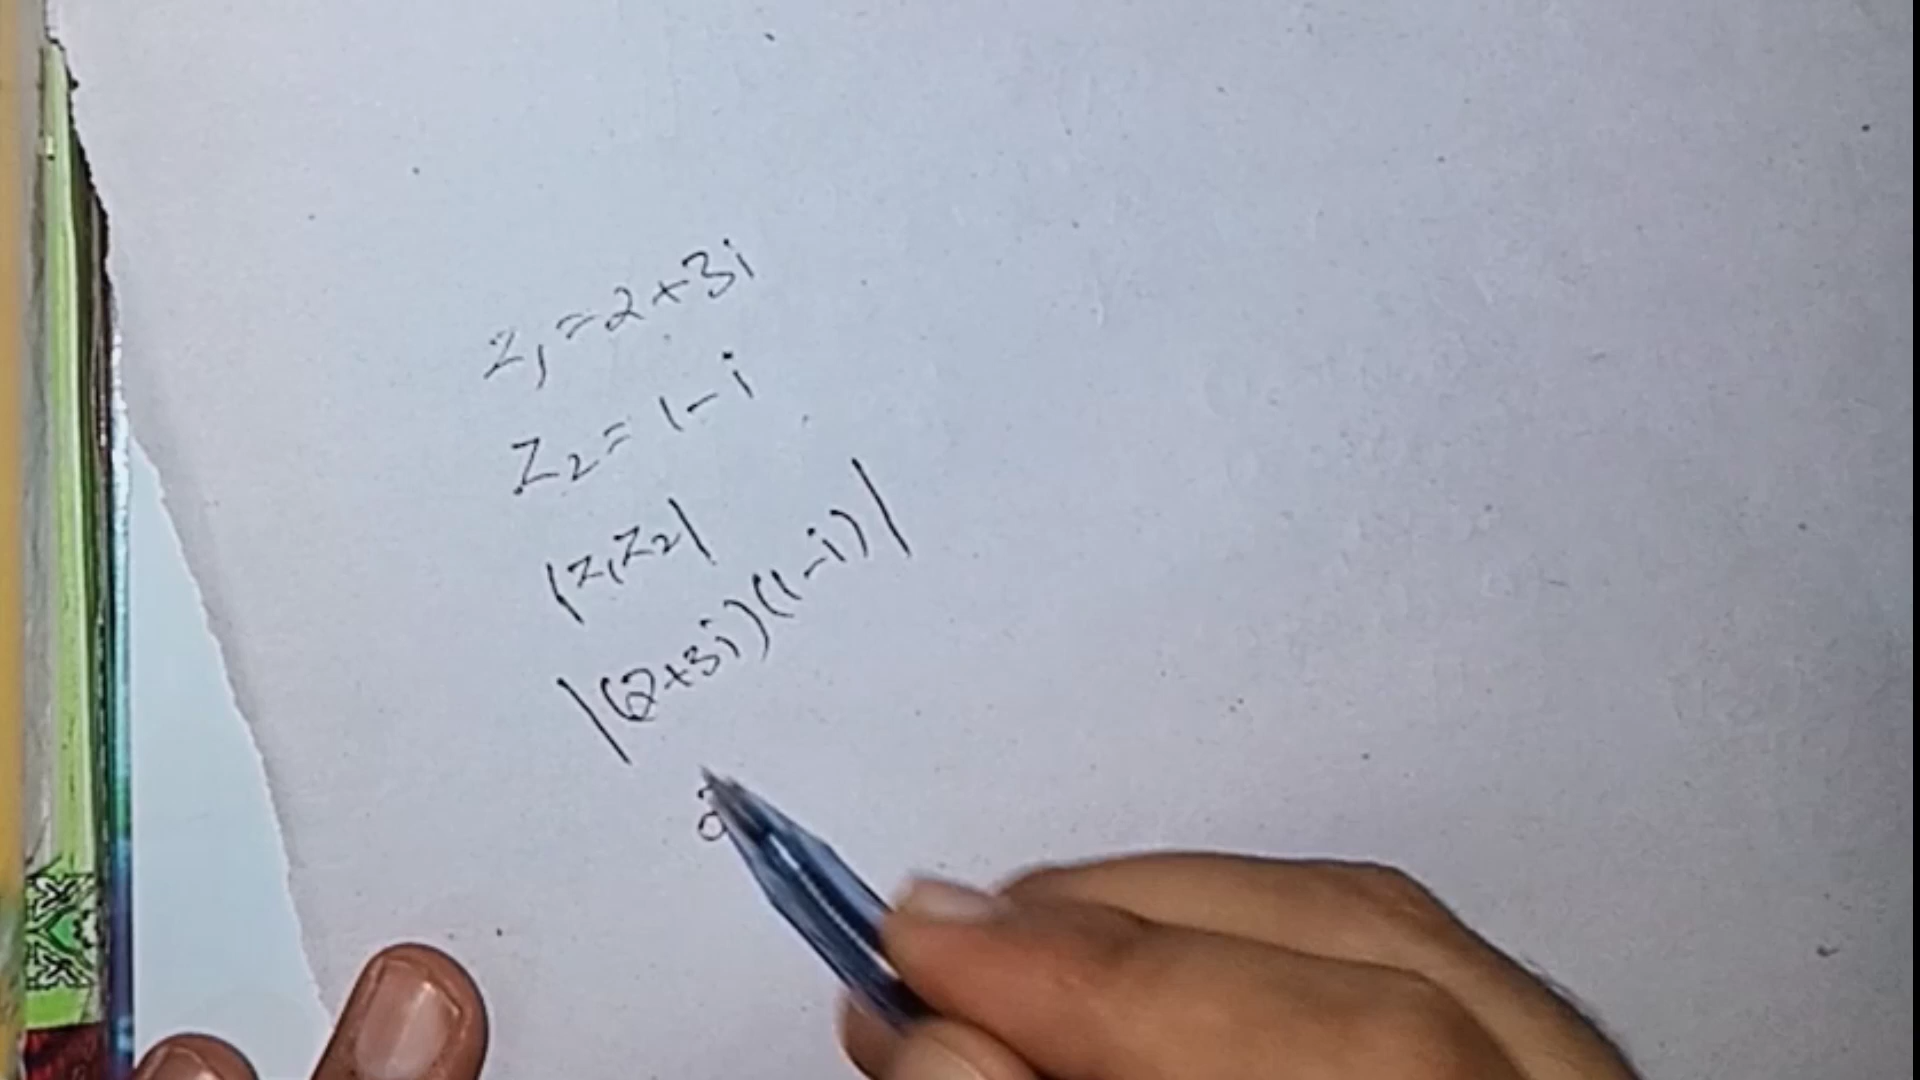 z₁ = 2+3i
Z₂ = 1-i
|z₁z₂|
|(2+3i)(1-i)|